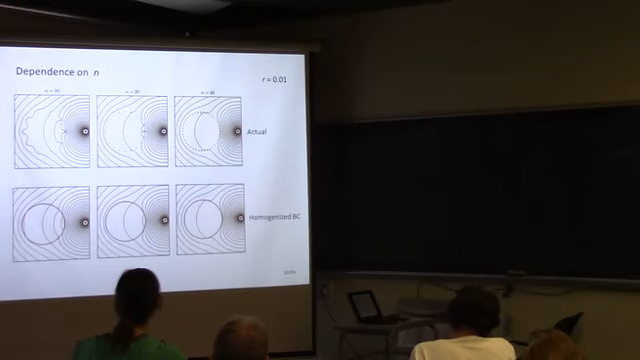 Dependence on n
r = 0.01
Actual
Homogenized BC